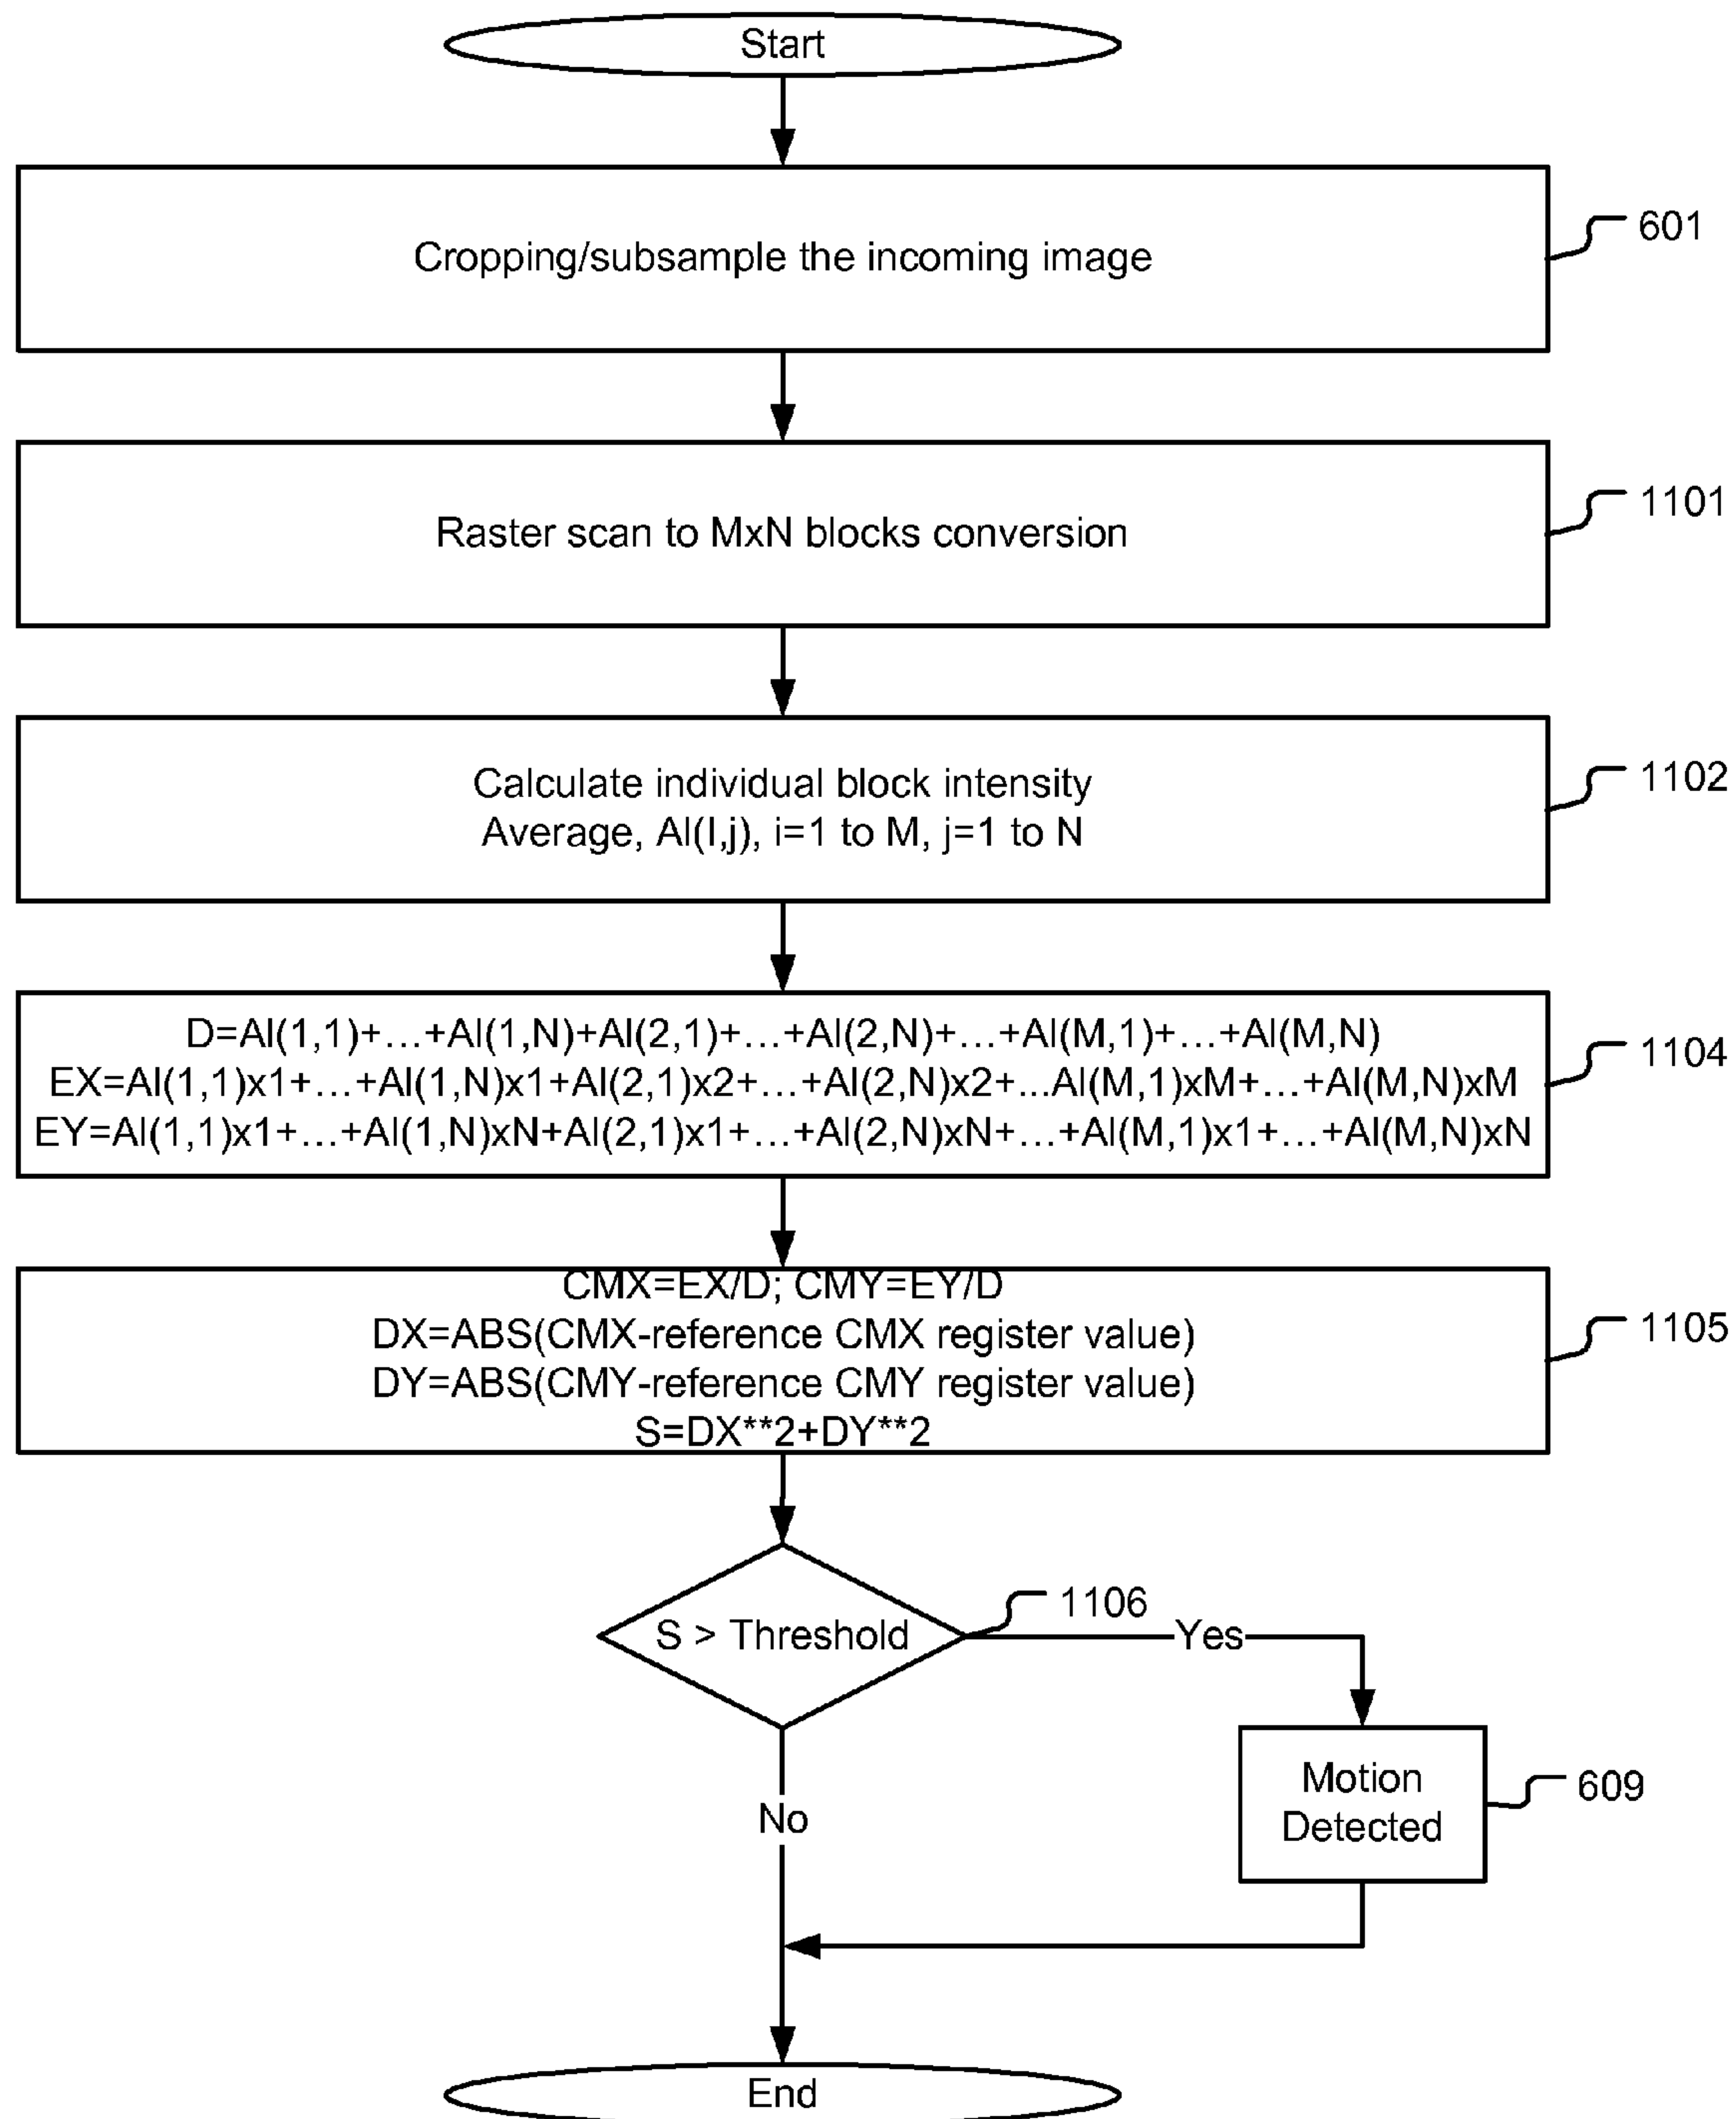 Start
Cropping/subsample the incoming image
601
Raster scan to MxN blocks conversion
1101
Calculate individual block intensity
Average, AI(I,j), i=1 to M, j=1 to N
1102
D=AI(1,1)+...+AI(1,N)+AI(2,1)+...+AI(2,N)+...+AI(M,1)+...+AI(M,N)
EX=AI(1,1)x1+...+AI(1,N)x1+AI(2,1)x2+...+AI(2,N)x2+...AI(M,1)xM+...+AI(M,N)xM
EY=AI(1,1)x1+...+AI(1,N)xN+AI(2,1)x1+...+AI(2,N)xN+...+AI(M,1)x1+...+AI(M,N)xN
1104
CMX=EX/D; CMY=EY/D
DX=ABS(CMX-reference CMX register value)
DY=ABS(CMY-reference CMY register value)
S=DX**2+DY**2
1105
S > Threshold
1106
Yes
Motion
Detected
609
No
End